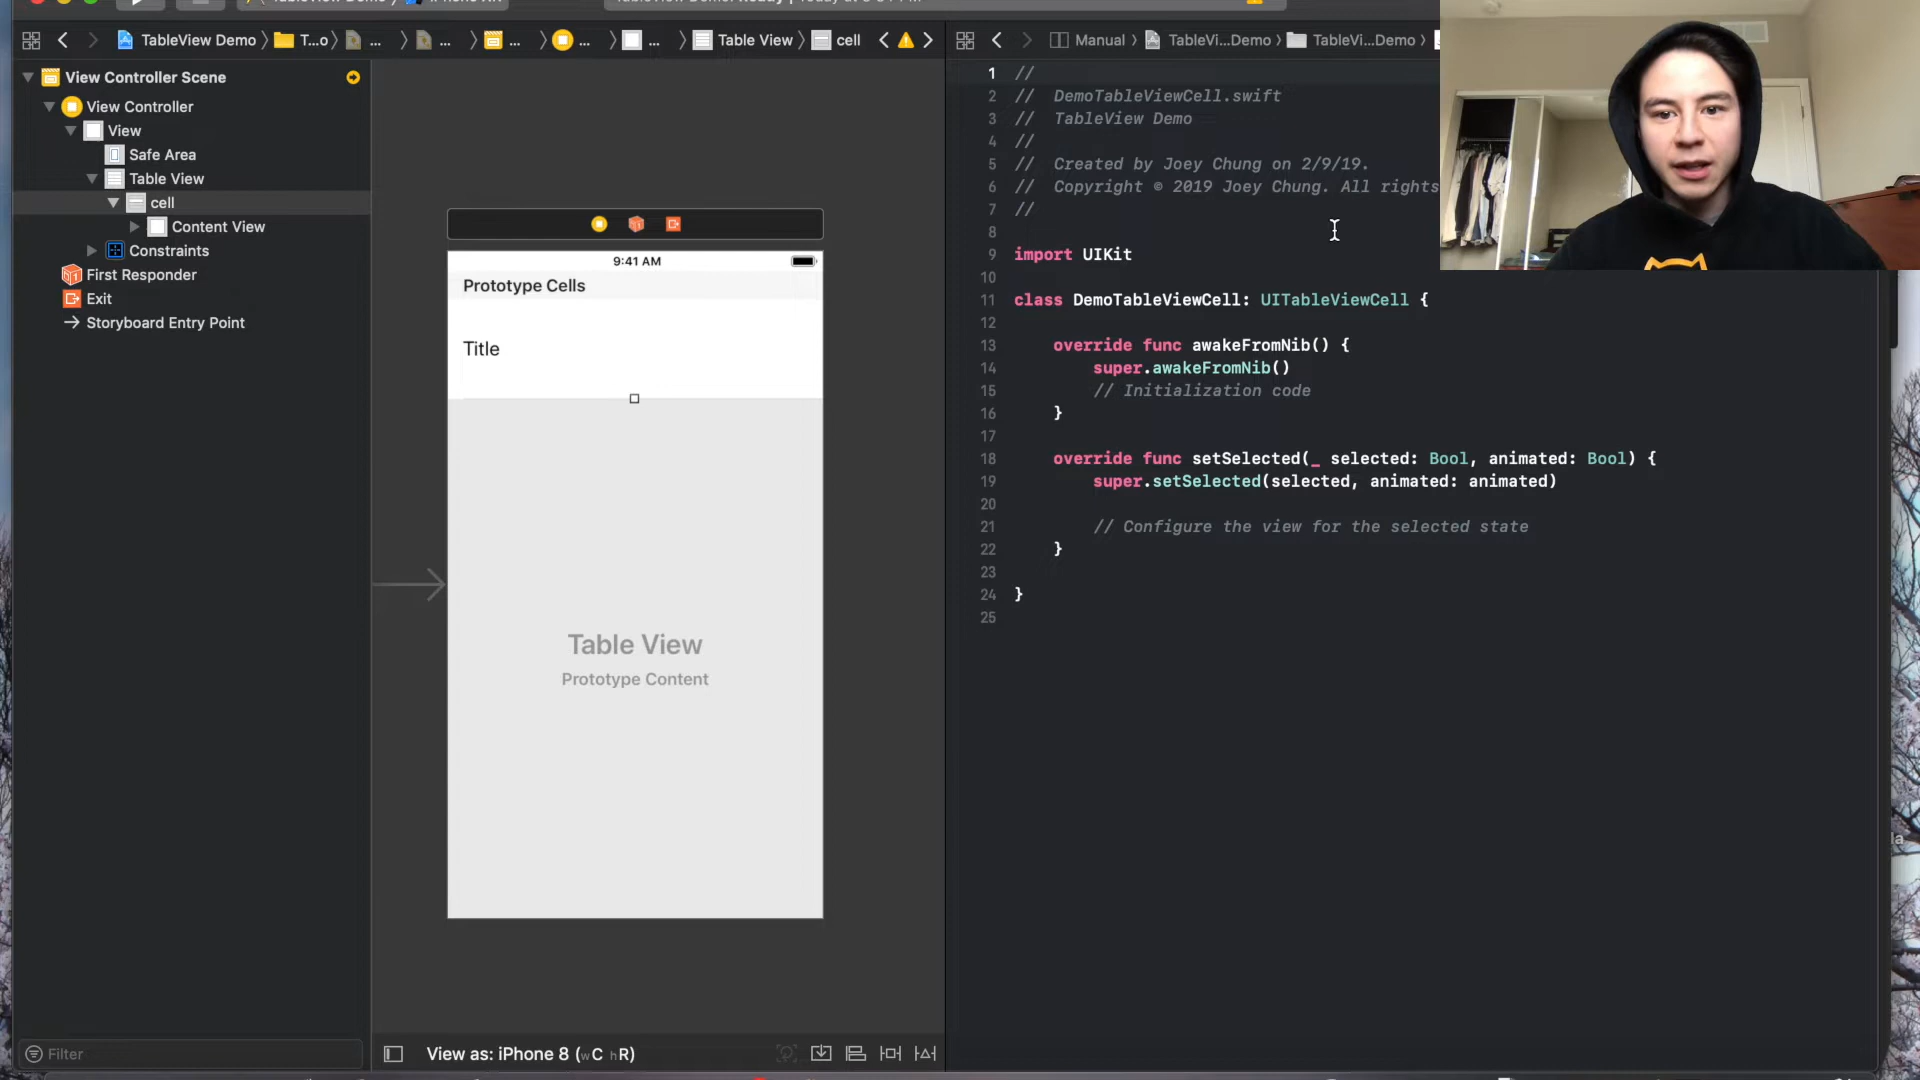 TableView Demo
T...o
...
...
...
...
...
Table View
cell
Manual
TableVi...Demo
TableVi...Demo
View Controller Scene
View Controller
View
Safe Area
Table View
cell
Content View
Constraints
First Responder
Exit
Storyboard Entry Point
Filter
9:41 AM
Prototype Cells
Title
Table View
Prototype Content
View as: iPhone 8 (wC hR)
1 //
2 // DemoTableViewCell.swift
3 // TableView Demo
4 //
5 // Created by Joey Chung on 2/9/19.
6 // Copyright © 2019 Joey Chung. All rights
7 //
8
9 import UIKit
10
11 class DemoTableViewCell: UITableViewCell {
12
13 override func awakeFromNib() {
14 super.awakeFromNib()
15 // Initialization code
16 }
17
18 override func setSelected(_ selected: Bool, animated: Bool) {
19 super.setSelected(selected, animated: animated)
20
21 // Configure the view for the selected state
22 }
23
24 }
25